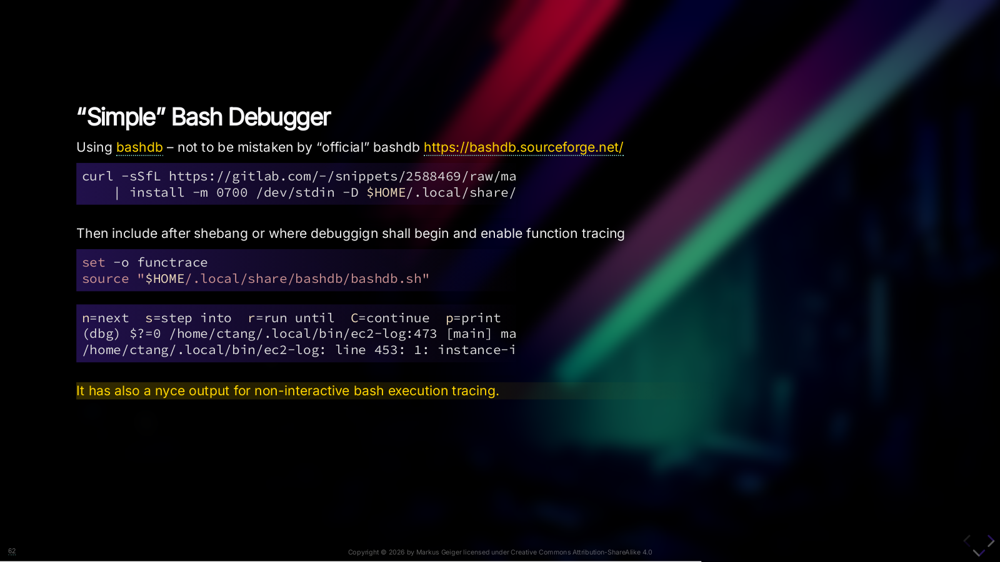 “Simple” Bash Debugger
Using bashdb – not to be mistaken by “official” bashdb https://bashdb.sourceforge.net/
curl -sSfL https://gitlab.com/-/snippets/2588469/raw/ma
    | install -m 0700 /dev/stdin -D $HOME/.local/share/
Then include after shebang or where debuggign shall begin and enable function tracing
set -o functrace
source "$HOME/.local/share/bashdb/bashdb.sh"
n=next  s=step into  r=run until  C=continue  p=print
(dbg) $?=0 /home/ctang/.local/bin/ec2-log:473 [main] ma
/home/ctang/.local/bin/ec2-log: line 453: 1: instance-i
It has also a nyce output for non-interactive bash execution tracing.
62
Copyright © 2026 by Markus Geiger licensed under Creative Commons Attribution-ShareAlike 4.0